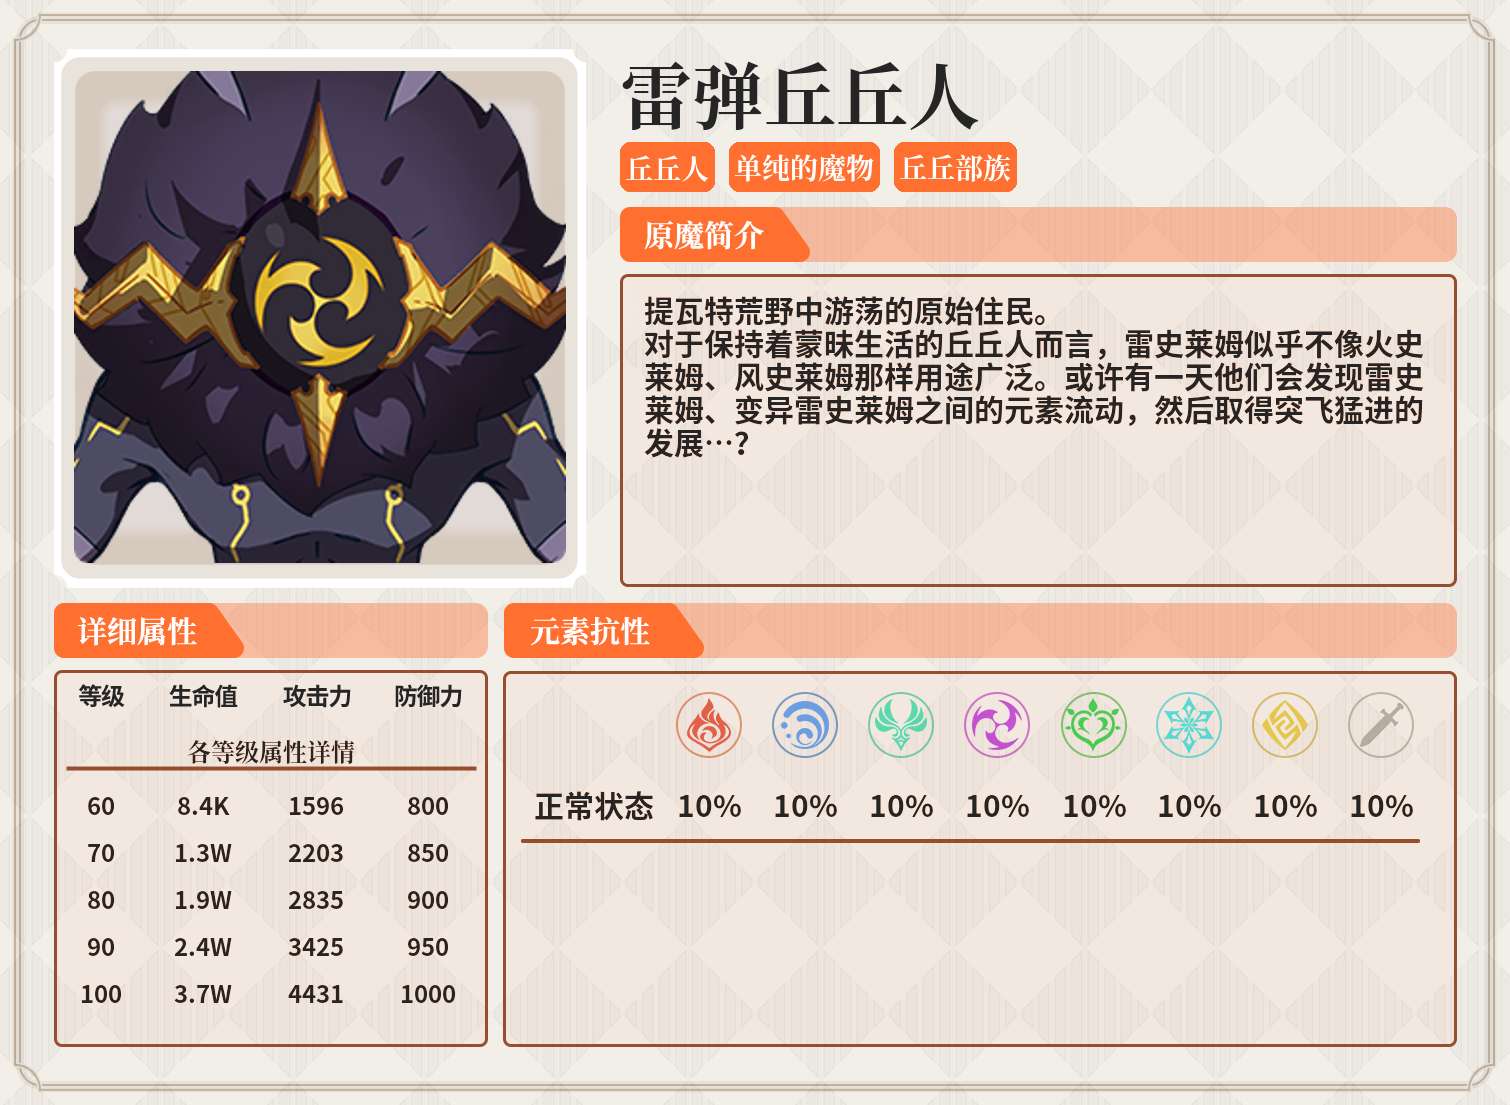 雷弹丘丘人
丘丘人 单纯的魔物 丘丘部族
原魔简介
提瓦特荒野中游荡的原始住民。
对于保持着蒙昧生活的丘丘人而言，雷史莱姆似乎不像火史
莱姆、风史莱姆那样用途广泛。或许有一天他们会发现雷史
莱姆、变异雷史莱姆之间的元素流动，然后取得突飞猛进的
发展…？
详细属性
等级 生命值 攻击力 防御力
各等级属性详情
60 8.4K 1596 800
70 1.3W 2203 850
80 1.9W 2835 900
90 2.4W 3425 950
100 3.7W 4431 1000
元素抗性
正常状态 10% 10% 10% 10% 10% 10% 10% 10%